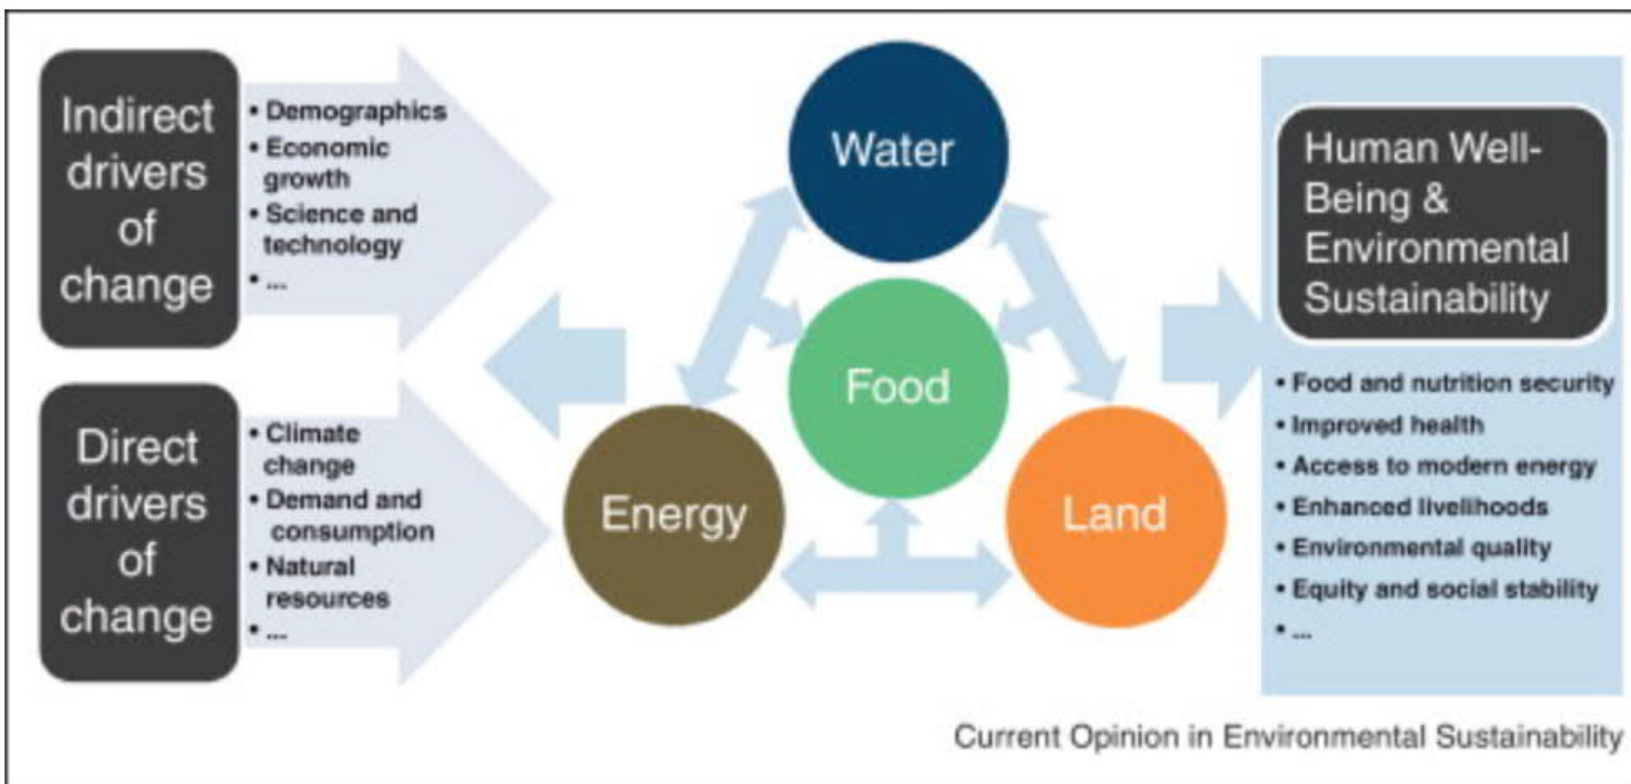 Indirect
drivers
of
change
• Demographics
• Economic
growth
• Science and
technology
• ...
Direct
drivers
of
change
• Climate
change
• Demand and
consumption
• Natural
resources
• ...
Water
Food
Energy
Land
Human Well-
Being &
Environmental
Sustainability
• Food and nutrition security
• Improved health
• Access to modern energy
• Enhanced livelihoods
• Environmental quality
• Equity and social stability
• ...
Current Opinion in Environmental Sustainability